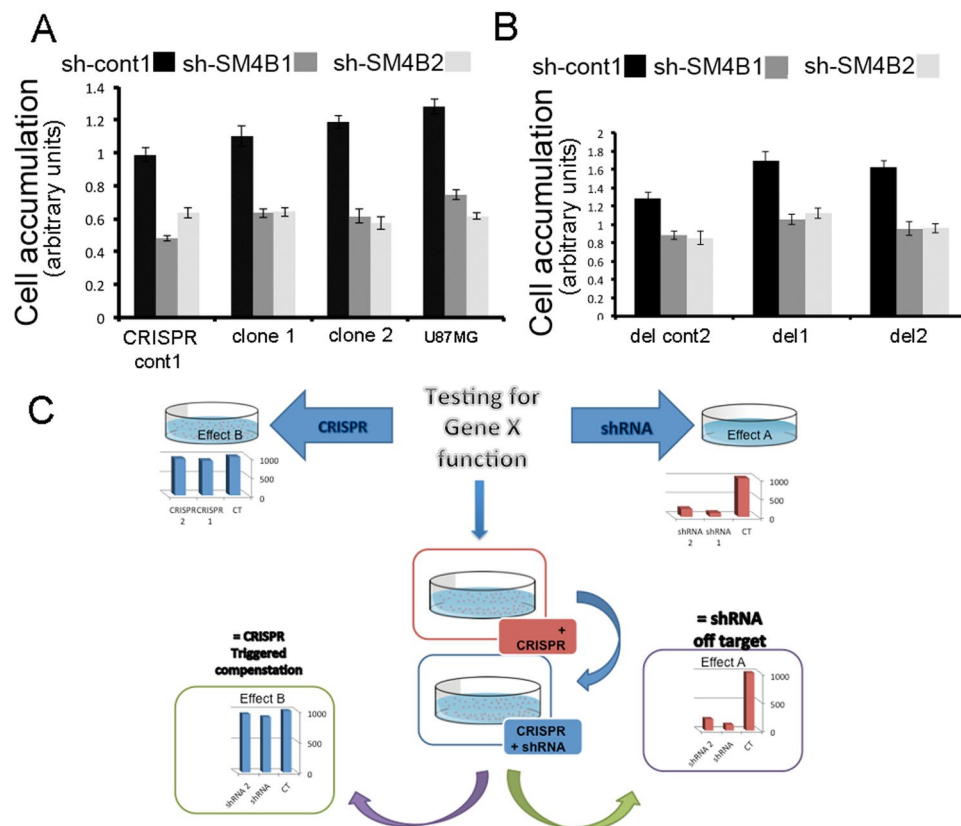 A
sh-cont1 sh-SM4B1 sh-SM4B2
Cell accumulation
(arbitrary units)
1.4
1.2
1
0.8
0.6
0.4
0.2
0
CRISPR
cont1
clone 1
clone 2
U87MG
B
sh-cont1 sh-SM4B1 sh-SM4B2
Cell accumulation
(arbitrary units)
2
1.8
1.6
1.4
1.2
1
0.8
0.6
0.4
0.2
0
del cont2
del1
del2
C
Testing for
Gene X
function
CRISPR
shRNA
Effect B
1000
500
0
CRISPR
2
CRISPR
1
CT
Effect A
1000
500
0
shRNA
2
shRNA
1
CT
+
CRISPR
CRISPR
+ shRNA
= CRISPR
Triggered
compenstation
Effect B
1000
500
0
shRNA 2
shRNA
CT
= shRNA
off target
Effect A
1000
500
0
shRNA 2
shRNA
CT